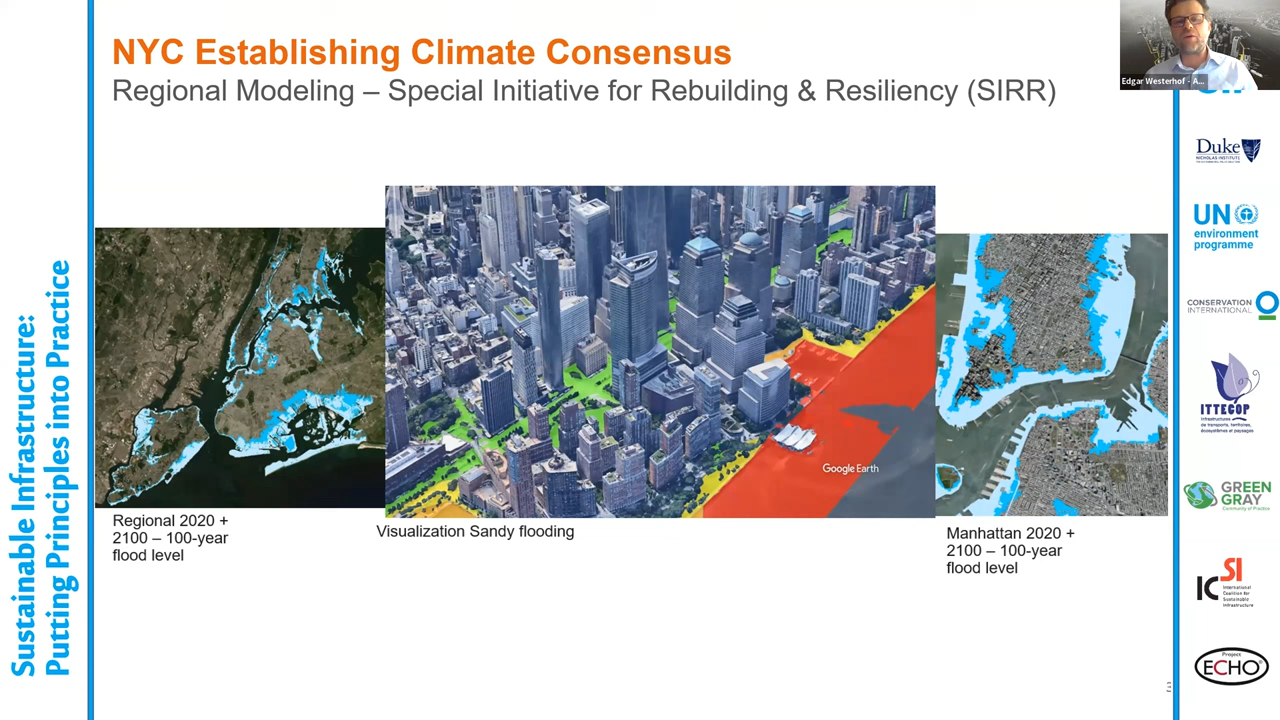 NYC Establishing Climate Consensus
Regional Modeling – Special Initiative for Rebuilding & Resiliency (SIRR)
Edgar Westerhof - A...
Sustainable Infrastructure:
Putting Principles into Practice
Google Earth
Regional 2020 +
2100 – 100-year
flood level
Visualization Sandy flooding
Manhattan 2020 +
2100 – 100-year
flood level
Duke
NICHOLAS INSTITUTE
UN
environment
programme
CONSERVATION
INTERNATIONAL
ITTECOP
Infrastructures
de transports, territoires,
écosystèmes et paysages
GREEN
GRAY
Community of Practice
ICSI
International
Coalition for
Sustainable
Infrastructure
Project
ECHO